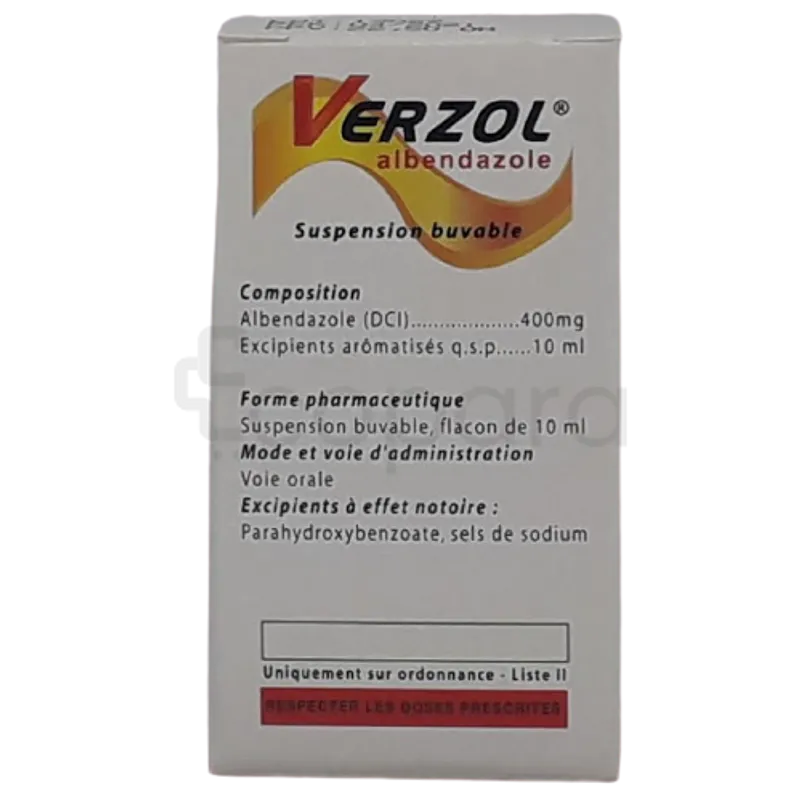 VERZOL®
albendazole
Suspension buvable
Composition
Albendazole (DCI)...................400mg
Excipients arômatisés q.s.p......10 ml
Forme pharmaceutique
Suspension buvable, flacon de 10 ml
Mode et voie d'administration
Voie orale
Excipients à effet notoire :
Parahydroxybenzoate, sels de sodium
Uniquement sur ordonnance - Liste II
RESPECTER LES DOSES PRESCRITES